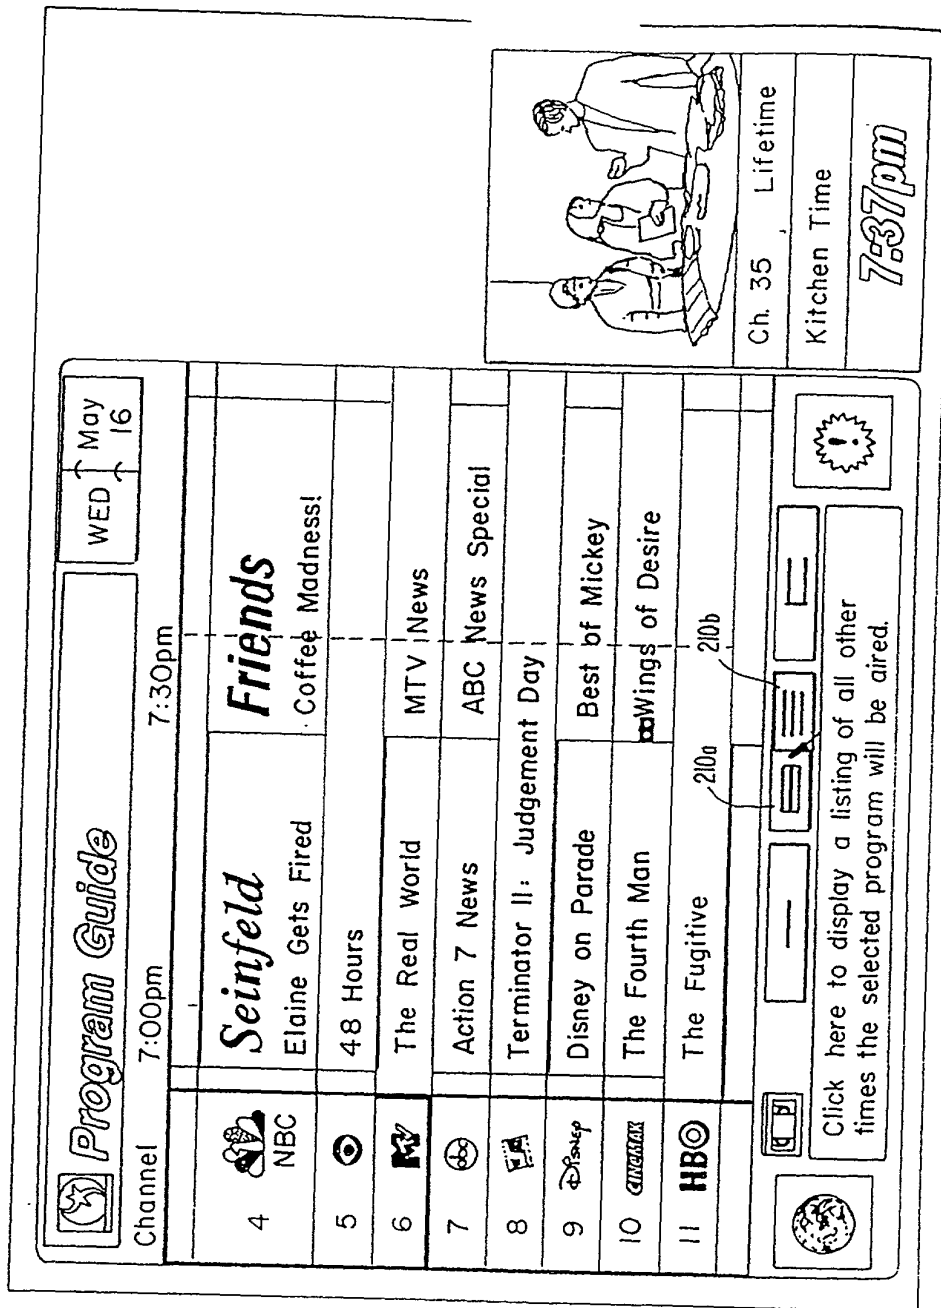 Program Guide
WED May 16
Channel 7:00pm 7:30pm
4 NBC Seinfeld Friends
Elaine Gets Fired Coffee Madness!
5 48 Hours
6 MTV The Real World MTV News
7 abc Action 7 News ABC News Special
8 Terminator II: Judgement Day
9 Disney Disney on Parade Best of Mickey
10 CINEMAX The Fourth Man Wings of Desire
11 HBO The Fugitive
210a 210b
!
Click here to display a listing of all other
times the selected program will be aired.
Ch. 35 Lifetime
Kitchen Time
7:37pm